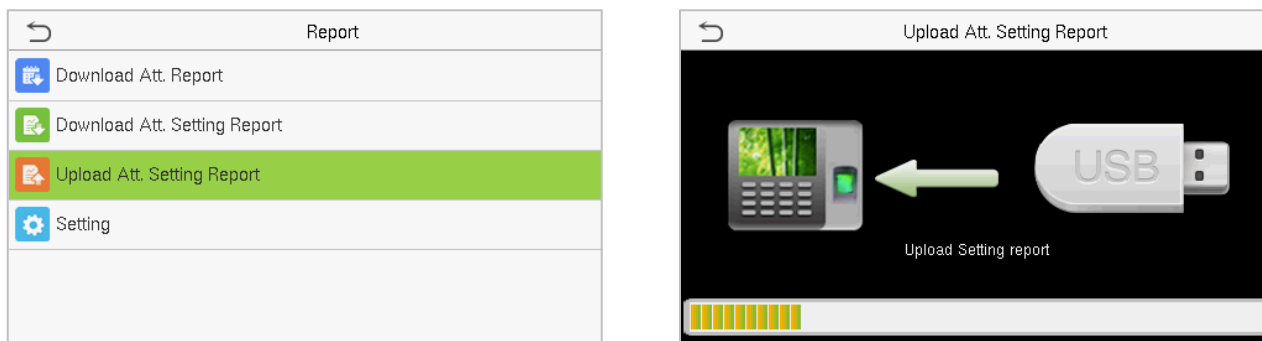 Report
Download Att. Report
Download Att. Setting Report
Upload Att. Setting Report
Setting
Upload Att. Setting Report
USB
Upload Setting report